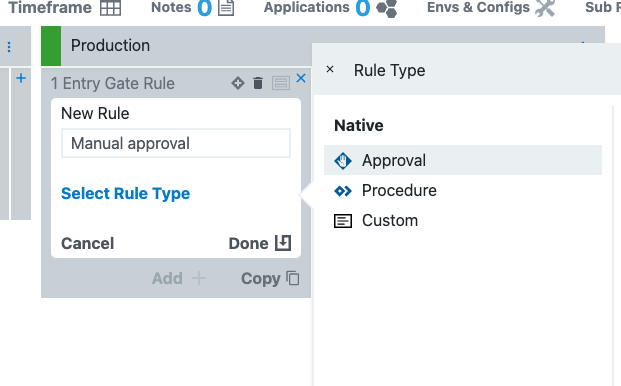 Timeframe Notes 0 Applications 0 Envs & Configs Sub R
Production
1 Entry Gate Rule
New Rule
Manual approval
Select Rule Type
Cancel Done
Add Copy
Rule Type
Native
Approval
Procedure
Custom